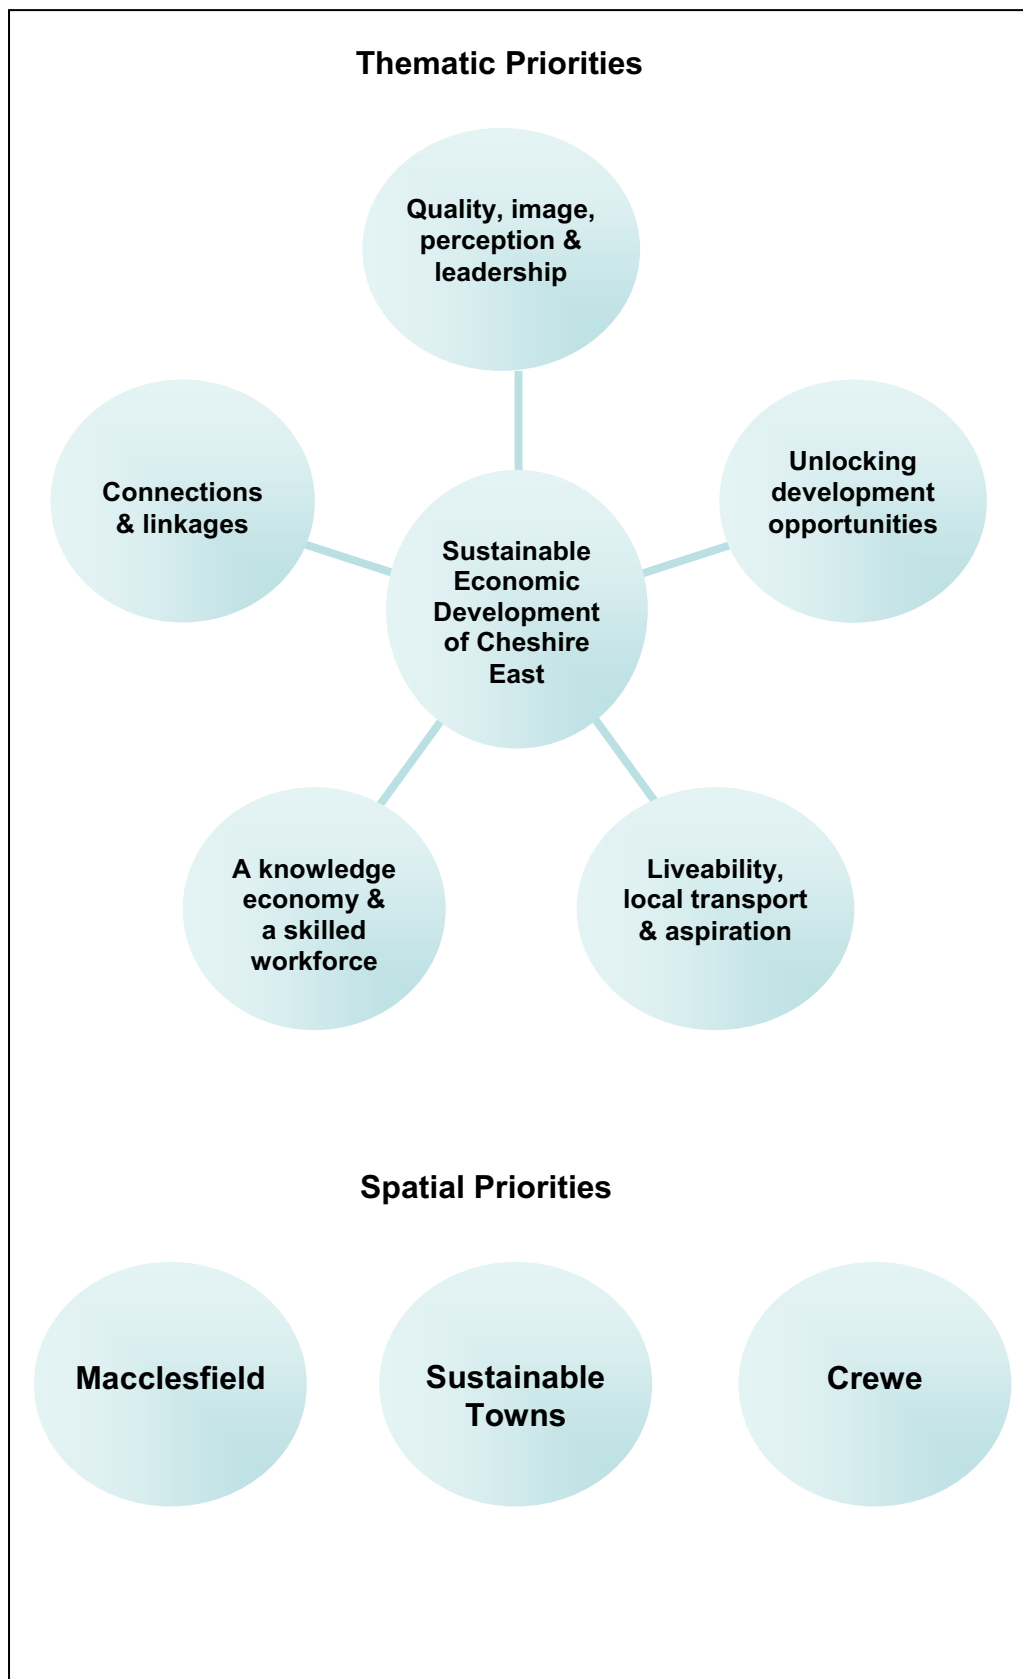 Thematic Priorities
Quality, image,
perception &
leadership
Connections
& linkages
Unlocking
development
opportunities
Sustainable
Economic
Development
of Cheshire
East
A knowledge
economy &
a skilled
workforce
Liveability,
local transport
& aspiration
Spatial Priorities
Macclesfield
Sustainable
Towns
Crewe